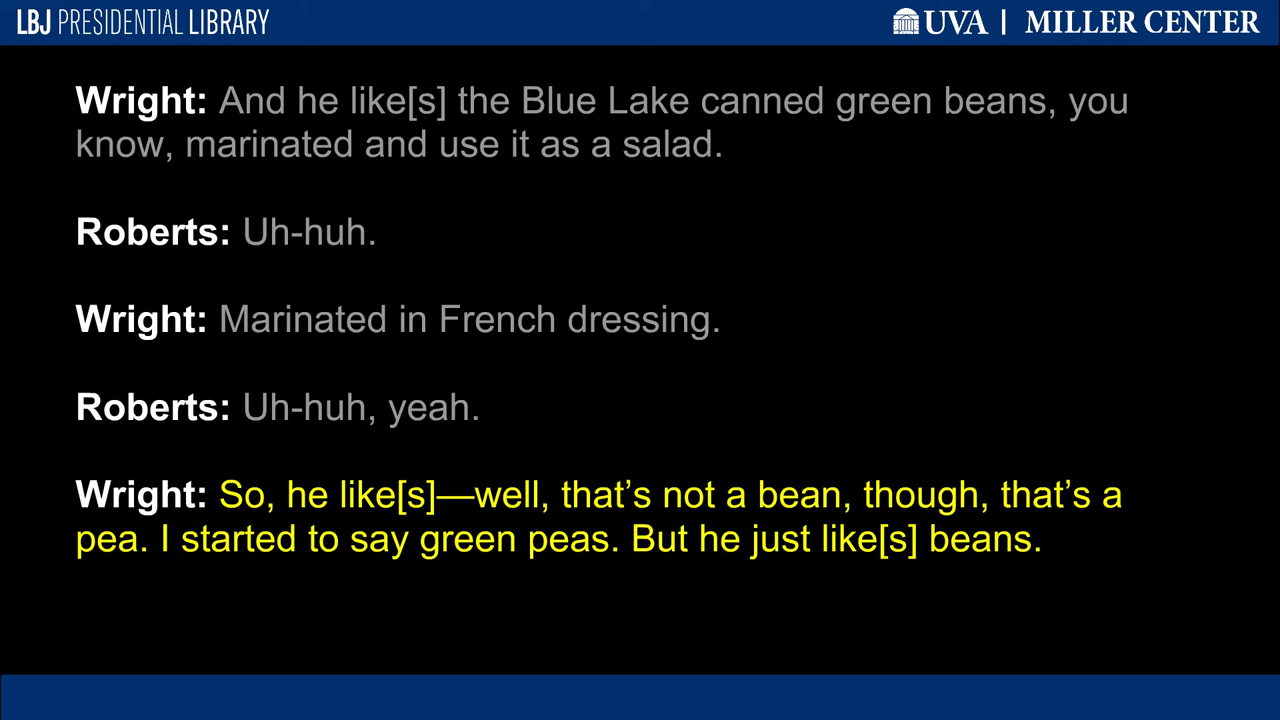 LBJ PRESIDENTIAL LIBRARY
UVA | MILLER CENTER
Wright: And he like[s] the Blue Lake canned green beans, you
know, marinated and use it as a salad.
Roberts: Uh-huh.
Wright: Marinated in French dressing.
Roberts: Uh-huh, yeah.
Wright: So, he like[s]—well, that’s not a bean, though, that’s a
pea. I started to say green peas. But he just like[s] beans.